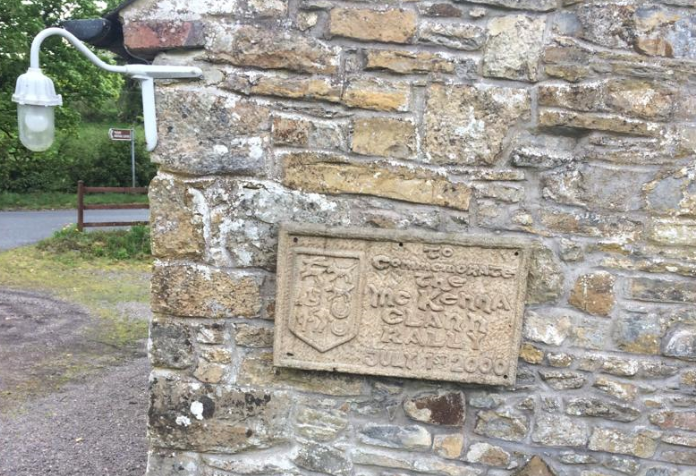 TO
COMMEMORATE
THE
MCKENNA
CLANN
RALLY
JULY 1ST 2000